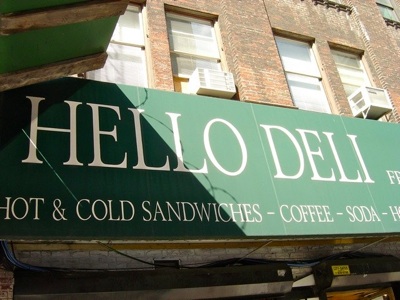 HELLO DELI
HOT & COLD SANDWICHES - COFFEE - SODA